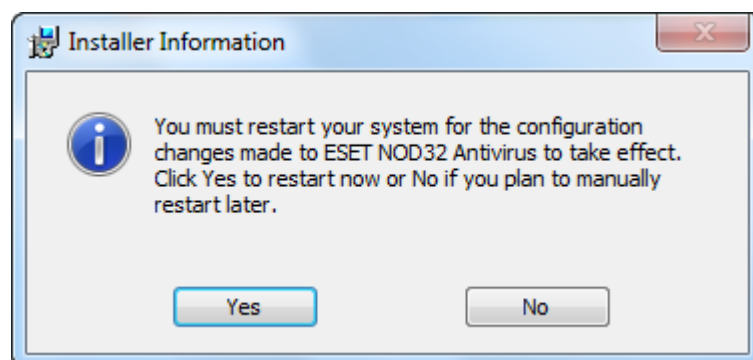 Installer Information
You must restart your system for the configuration
changes made to ESET NOD32 Antivirus to take effect.
Click Yes to restart now or No if you plan to manually
restart later.
Yes
No